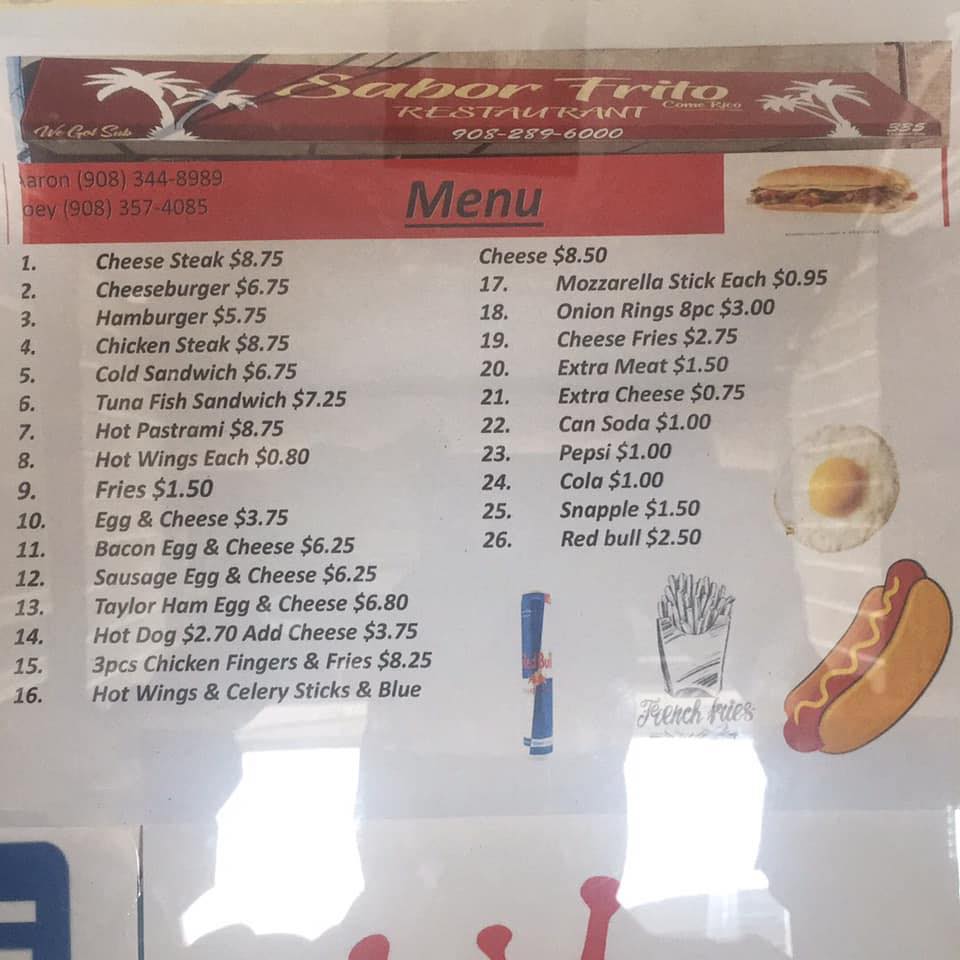 Sabor Frito
Come Rico
RESTAURANT
We Got Sub
908-289-6000
335
Aaron (908) 344-8989
oey (908) 357-4085
Menu
1. Cheese Steak $8.75
2. Cheeseburger $6.75
3. Hamburger $5.75
4. Chicken Steak $8.75
5. Cold Sandwich $6.75
6. Tuna Fish Sandwich $7.25
7. Hot Pastrami $8.75
8. Hot Wings Each $0.80
9. Fries $1.50
10. Egg & Cheese $3.75
11. Bacon Egg & Cheese $6.25
12. Sausage Egg & Cheese $6.25
13. Taylor Ham Egg & Cheese $6.80
14. Hot Dog $2.70 Add Cheese $3.75
15. 3pcs Chicken Fingers & Fries $8.25
16. Hot Wings & Celery Sticks & Blue
Cheese $8.50
17. Mozzarella Stick Each $0.95
18. Onion Rings 8pc $3.00
19. Cheese Fries $2.75
20. Extra Meat $1.50
21. Extra Cheese $0.75
22. Can Soda $1.00
23. Pepsi $1.00
24. Cola $1.00
25. Snapple $1.50
26. Red bull $2.50
Red Bull
French fries